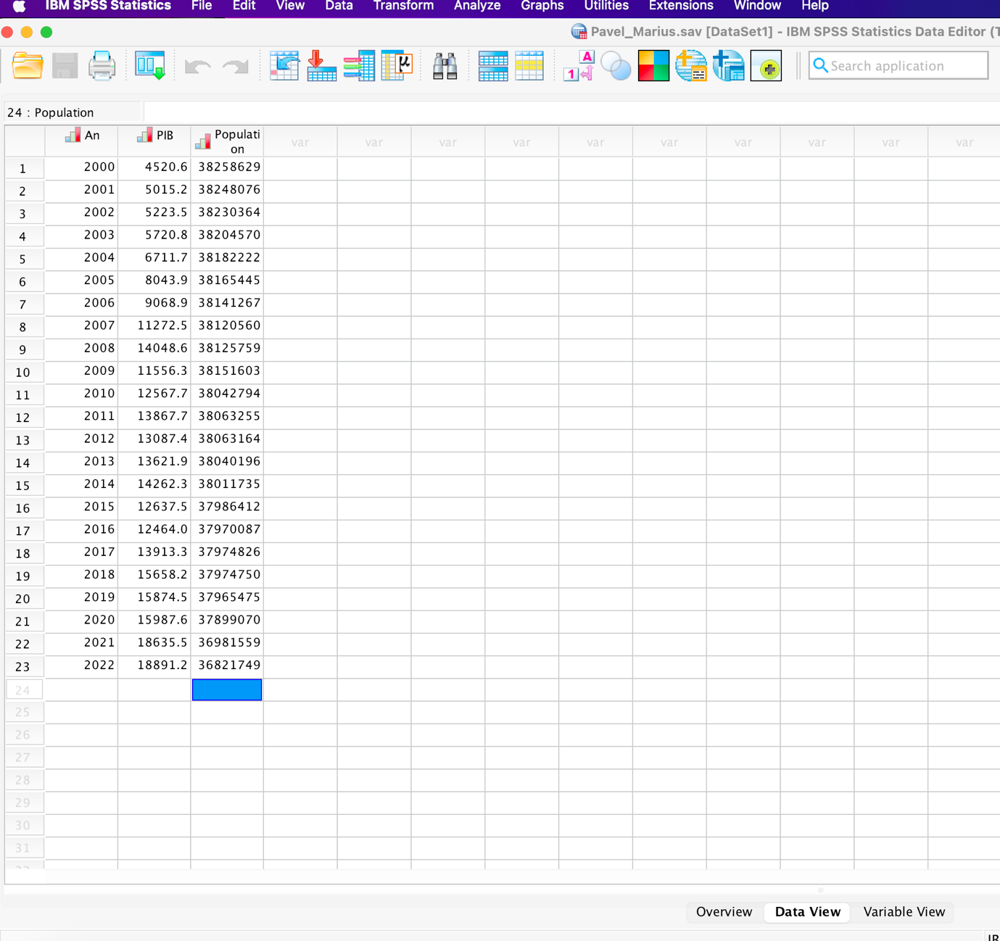 IBM SPSS Statistics File Edit View Data Transform Analyze Graphs Utilities Extensions Window Help
Pavel_Marius.sav [DataSet1] - IBM SPSS Statistics Data Editor (T
A
1
μ
Search application
24 : Population
An PIB Populati
on
var var var var var var var var var var
1 2000 4520.6 38258629
2 2001 5015.2 38248076
3 2002 5223.5 38230364
4 2003 5720.8 38204570
5 2004 6711.7 38182222
6 2005 8043.9 38165445
7 2006 9068.9 38141267
8 2007 11272.5 38120560
9 2008 14048.6 38125759
10 2009 11556.3 38151603
11 2010 12567.7 38042794
12 2011 13867.7 38063255
13 2012 13087.4 38063164
14 2013 13621.9 38040196
15 2014 14262.3 38011735
16 2015 12637.5 37986412
17 2016 12464.0 37970087
18 2017 13913.3 37974826
19 2018 15658.2 37974750
20 2019 15874.5 37965475
21 2020 15987.6 37899070
22 2021 18635.5 36981559
23 2022 18891.2 36821749
24
25
26
27
28
29
30
31
Overview Data View Variable View